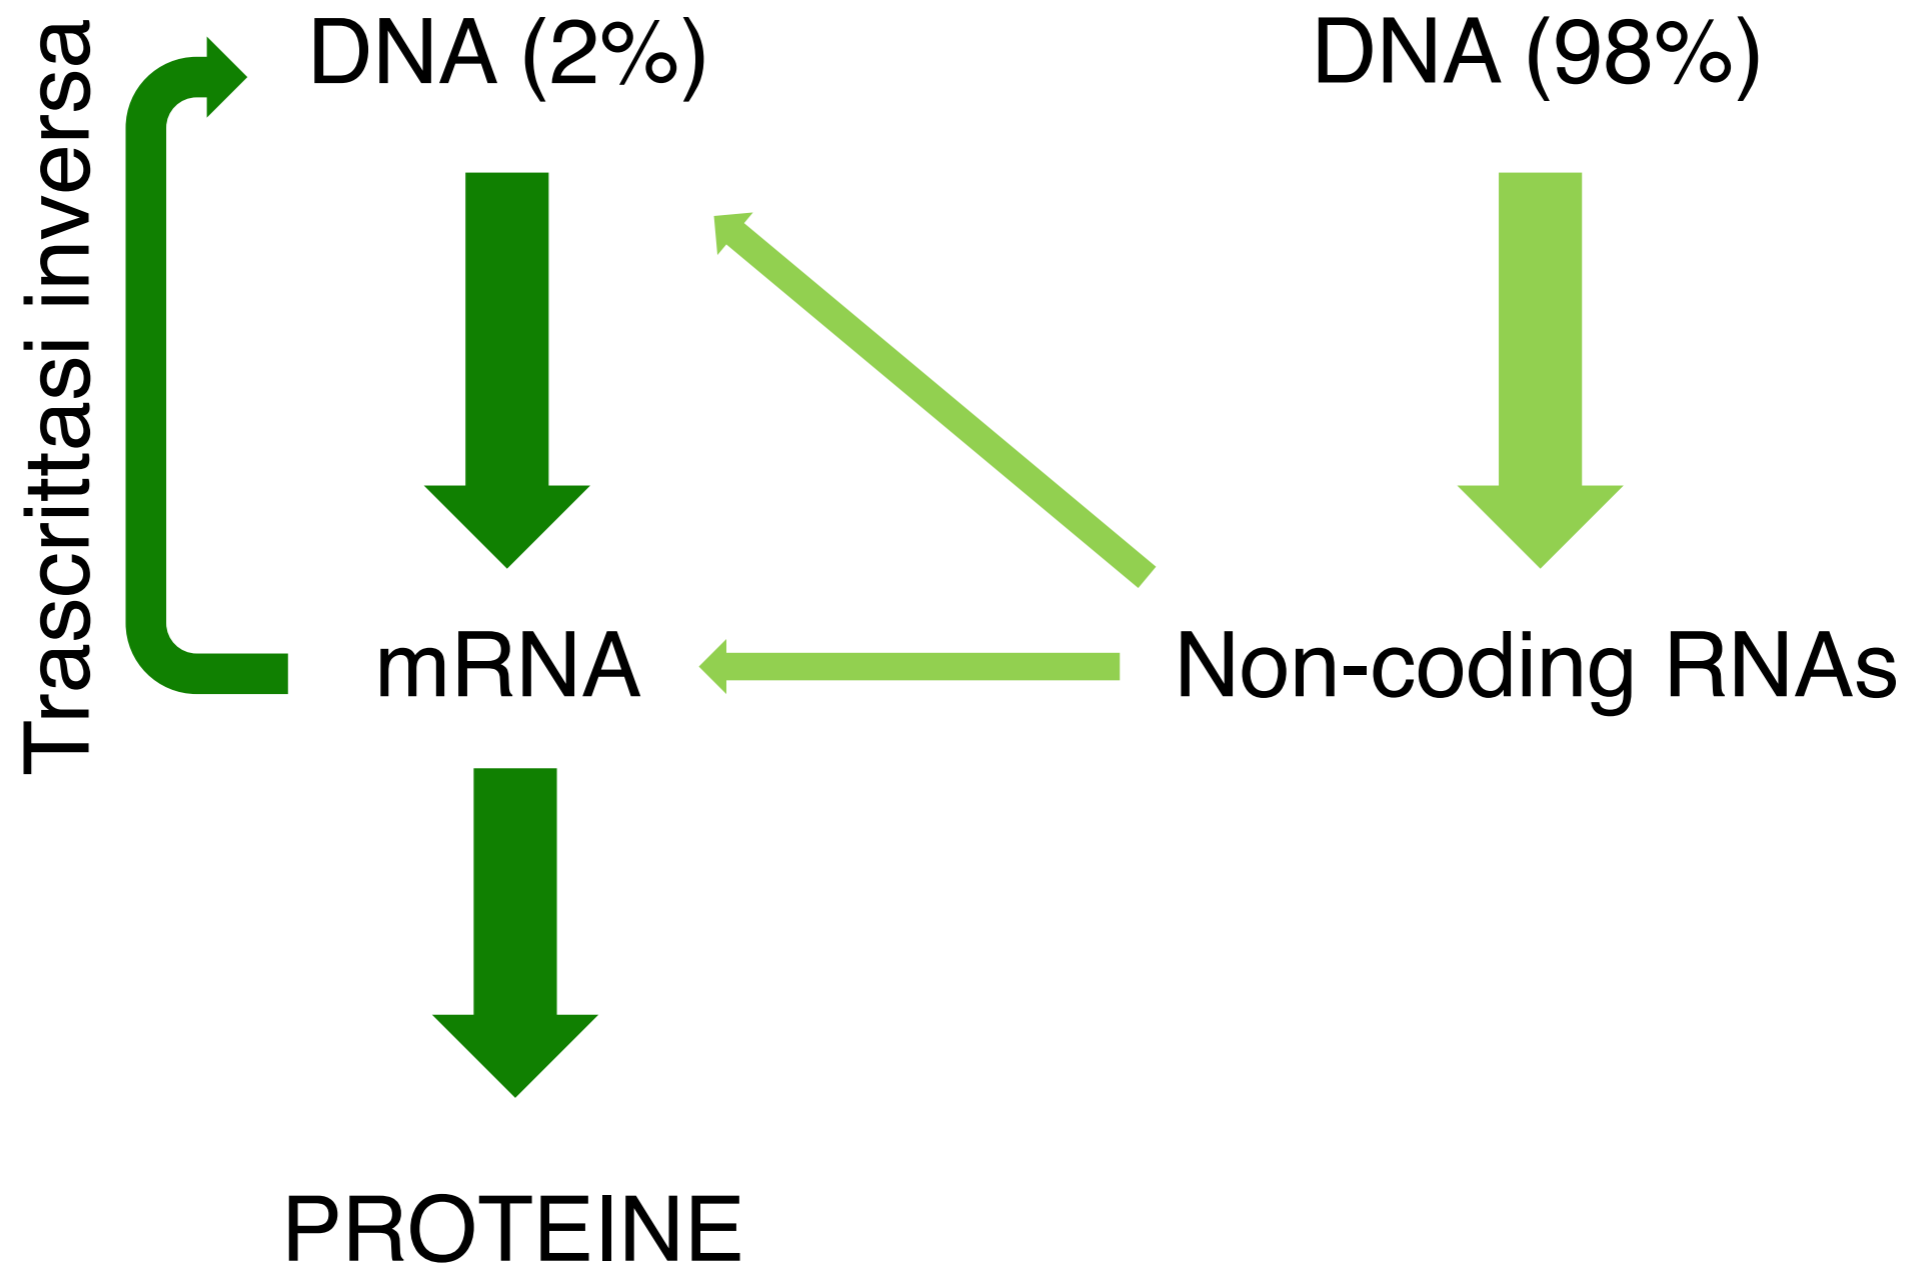 Trascrittasi inversa
DNA (2%)
DNA (98%)
mRNA
Non-coding RNAs
PROTEINE